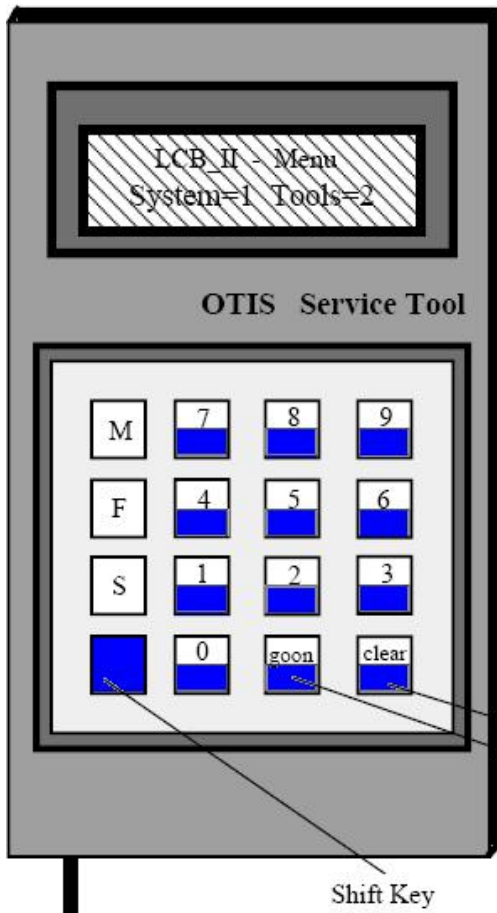 LCB_II - Menu
System=1 Tools=2
OTIS Service Tool
M 7 8 9
F 4 5 6
S 1 2 3
0 goon clear
Shift Key